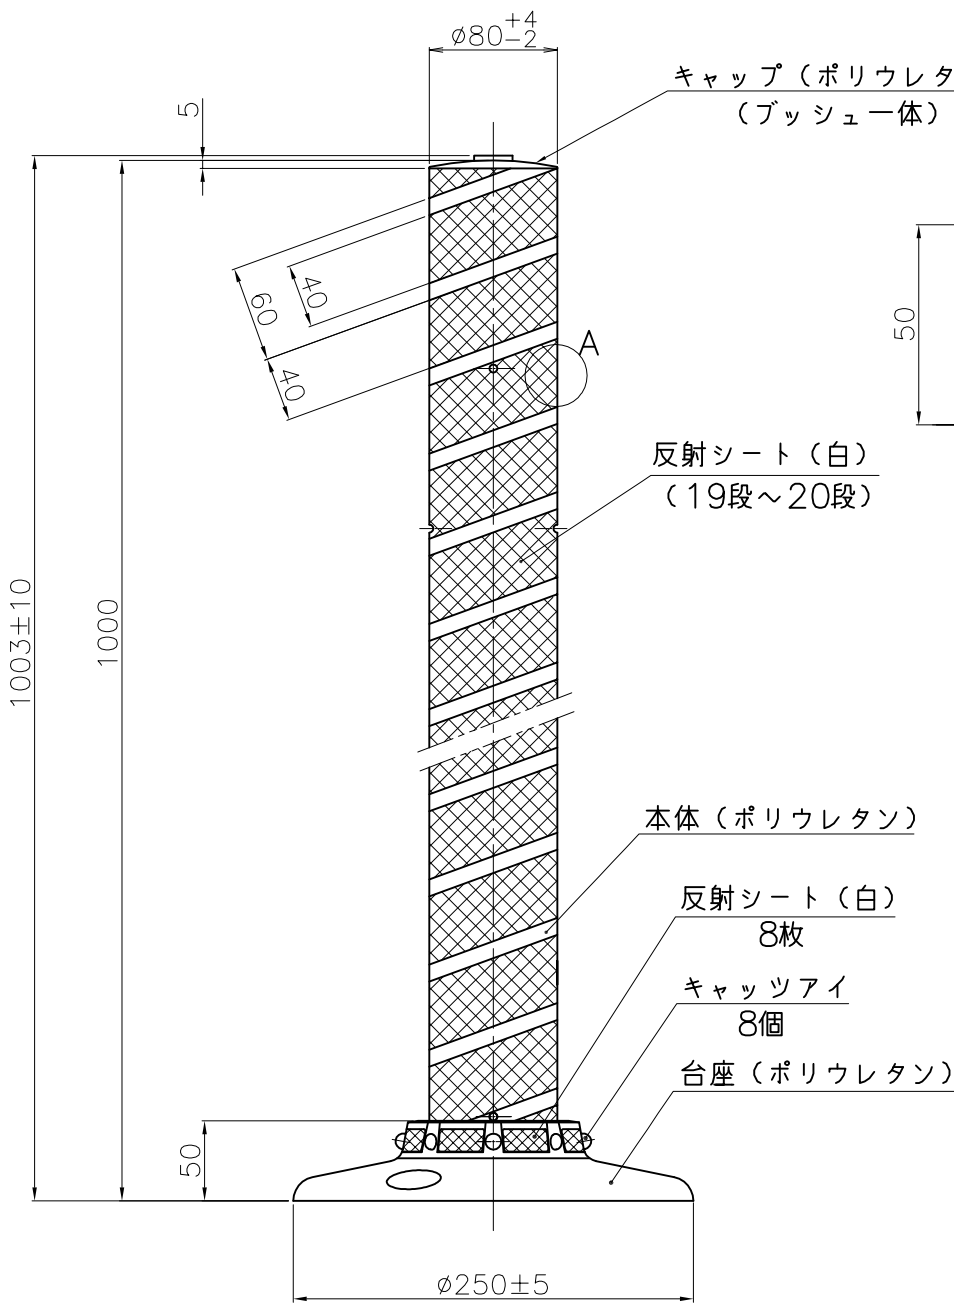 ⌀80+4-2
キャップ（ポリウレタ
（ブッシュ一体）
5
60
40
40
A
50
反射シート（白）
（19段～20段）
1003±10
1000
本体（ポリウレタン）
反射シート（白）
8枚
キャッツアイ
8個
台座（ポリウレタン）
50
⌀250±5